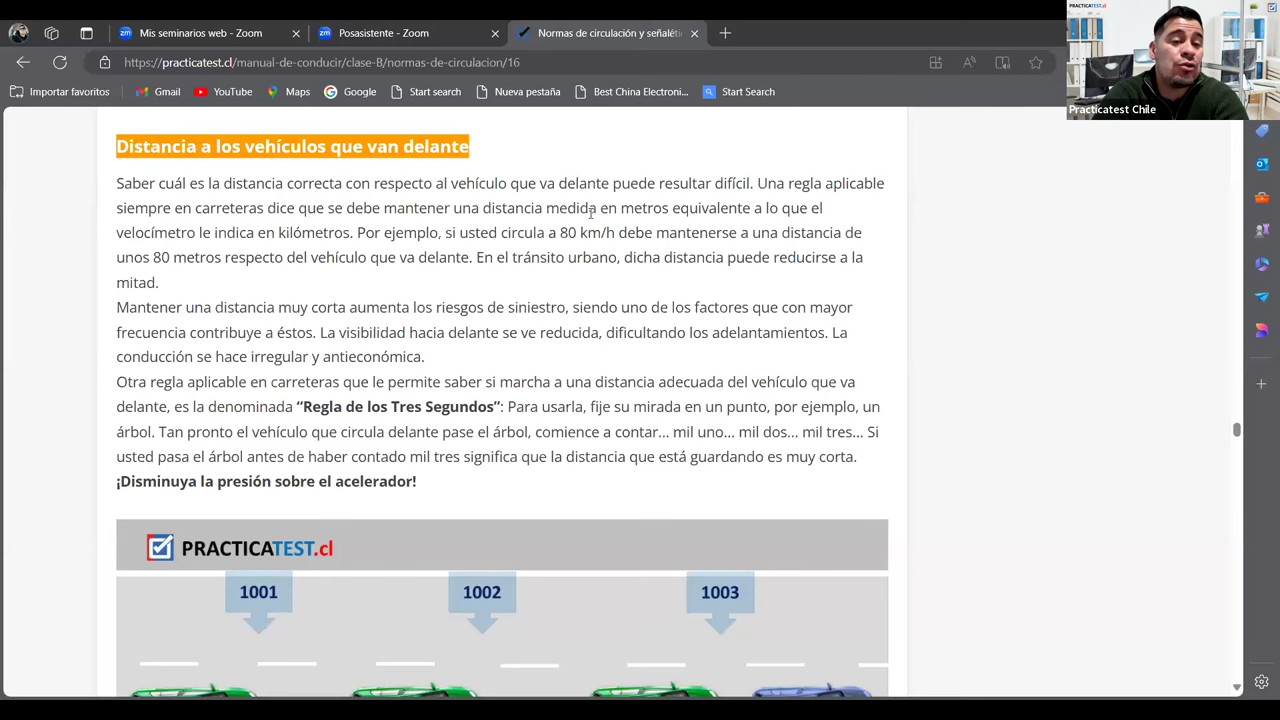 PRACTICATEST.cl
Mis seminarios web - Zoom
Posasistente - Zoom
Normas de circulación y señaléti
https://practicatest.cl/manual-de-conducir/clase-B/normas-de-circulacion/16
Importar favoritos
Gmail
YouTube
Maps
Google
Start search
Nueva pestaña
Best China Electroni...
Start Search
Practicatest Chile
Distancia a los vehículos que van delante
Saber cuál es la distancia correcta con respecto al vehículo que va delante puede resultar difícil. Una regla aplicable
siempre en carreteras dice que se debe mantener una distancia medida en metros equivalente a lo que el
velocímetro le indica en kilómetros. Por ejemplo, si usted circula a 80 km/h debe mantenerse a una distancia de
unos 80 metros respecto del vehículo que va delante. En el tránsito urbano, dicha distancia puede reducirse a la
mitad.
Mantener una distancia muy corta aumenta los riesgos de siniestro, siendo uno de los factores que con mayor
frecuencia contribuye a éstos. La visibilidad hacia delante se ve reducida, dificultando los adelantamientos. La
conducción se hace irregular y antieconómica.
Otra regla aplicable en carreteras que le permite saber si marcha a una distancia adecuada del vehículo que va
delante, es la denominada “Regla de los Tres Segundos”: Para usarla, fije su mirada en un punto, por ejemplo, un
árbol. Tan pronto el vehículo que circula delante pase el árbol, comience a contar... mil uno... mil dos... mil tres... Si
usted pasa el árbol antes de haber contado mil tres significa que la distancia que está guardando es muy corta.
¡Disminuya la presión sobre el acelerador!
PRACTICATEST.cl
1001
1002
1003